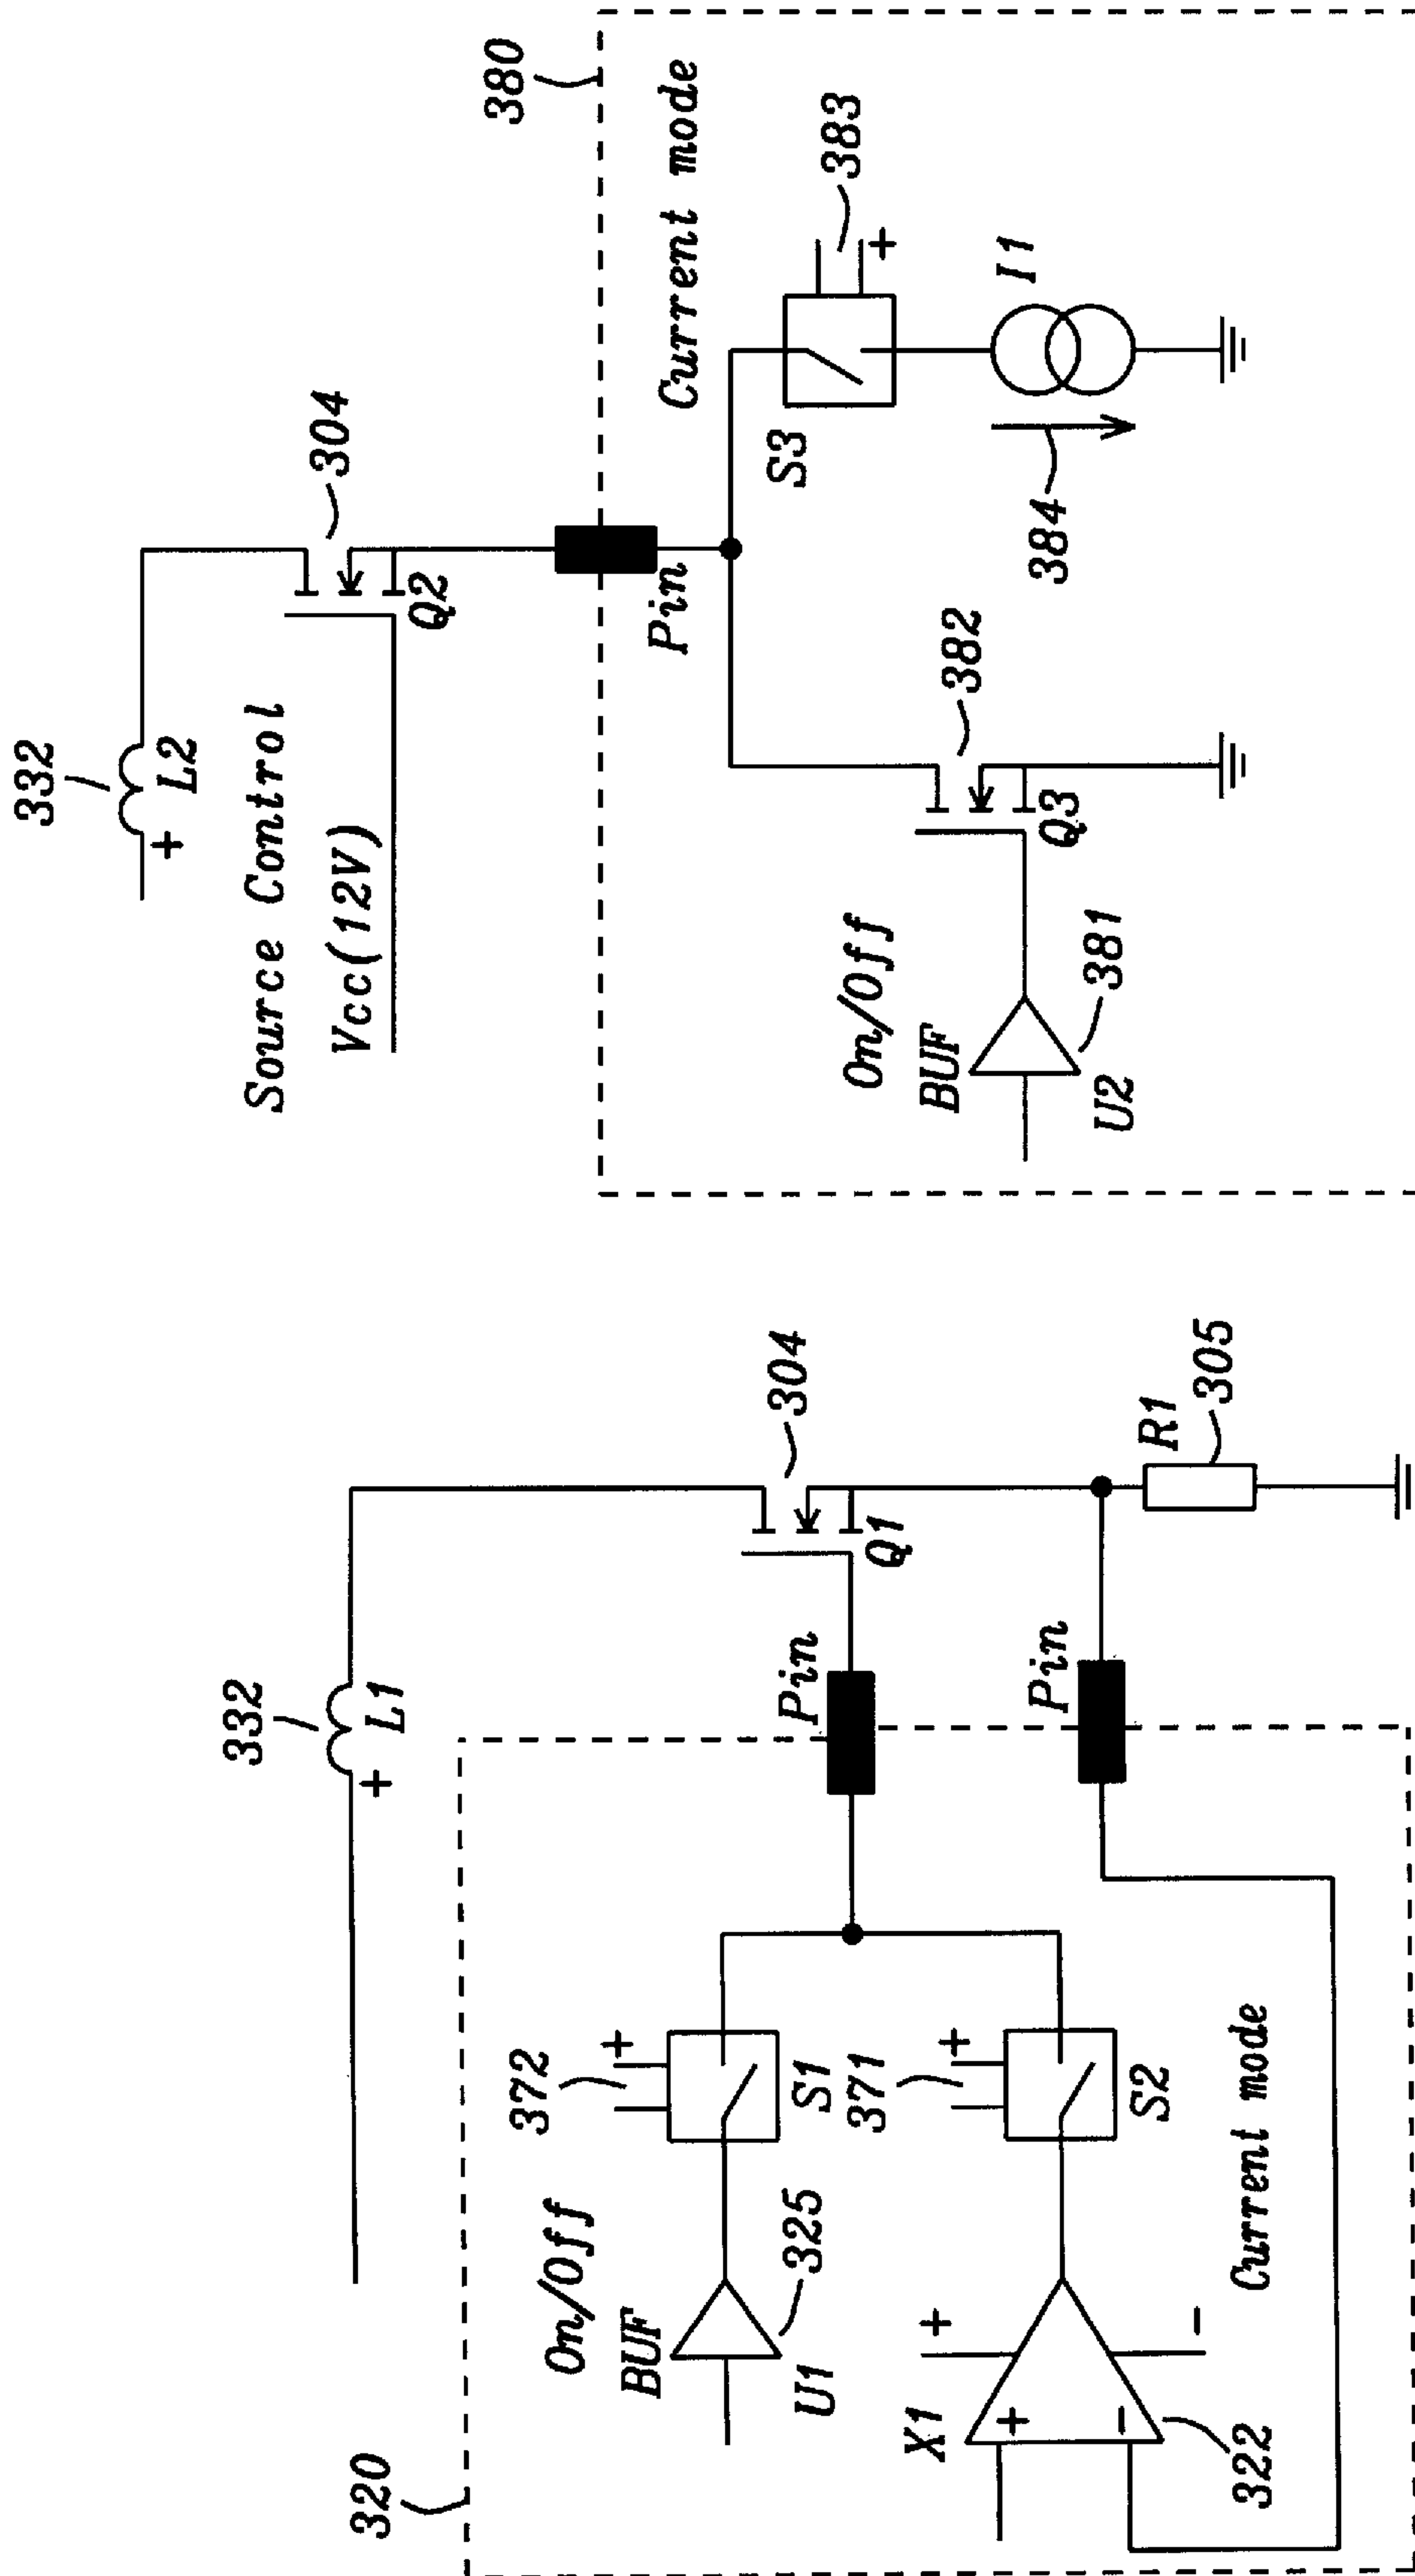 320
332
+
L1
On/Off
BUF
U1
325
372
+
S1
X1
+
-
+
-
322
371
+
S2
Current mode
Pin
Pin
304
Q1
R1
305
332
+
L2
Source Control
Vcc(12V)
304
Q2
380
Pin
Current mode
On/Off
BUF
U2
381
382
Q3
S3
383
+
I1
384